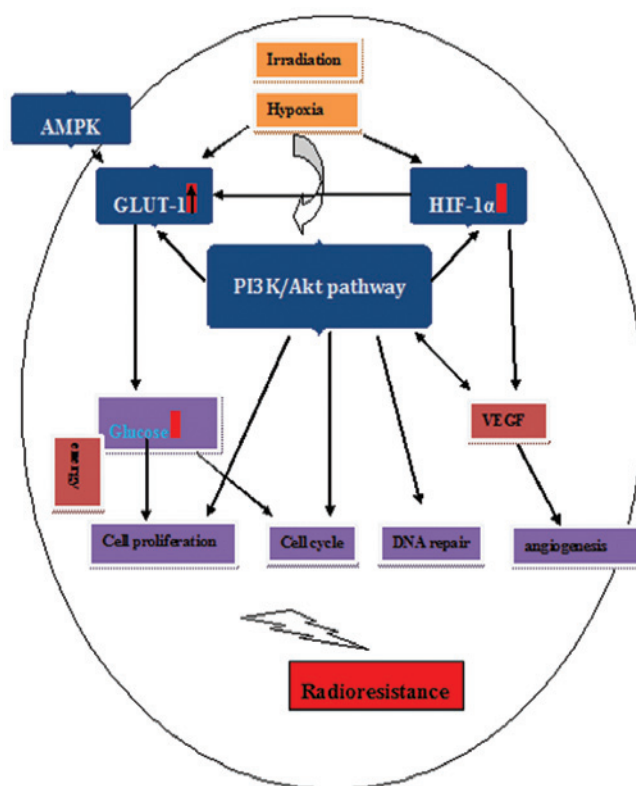 Irradiation
Hypoxia
AMPK
GLUT-1
HIF-1α
PI3K/Akt pathway
Glucose
VEGF
energy
Cell proliferation
Cell cycle
DNA repair
angiogenesis
Radioresistance